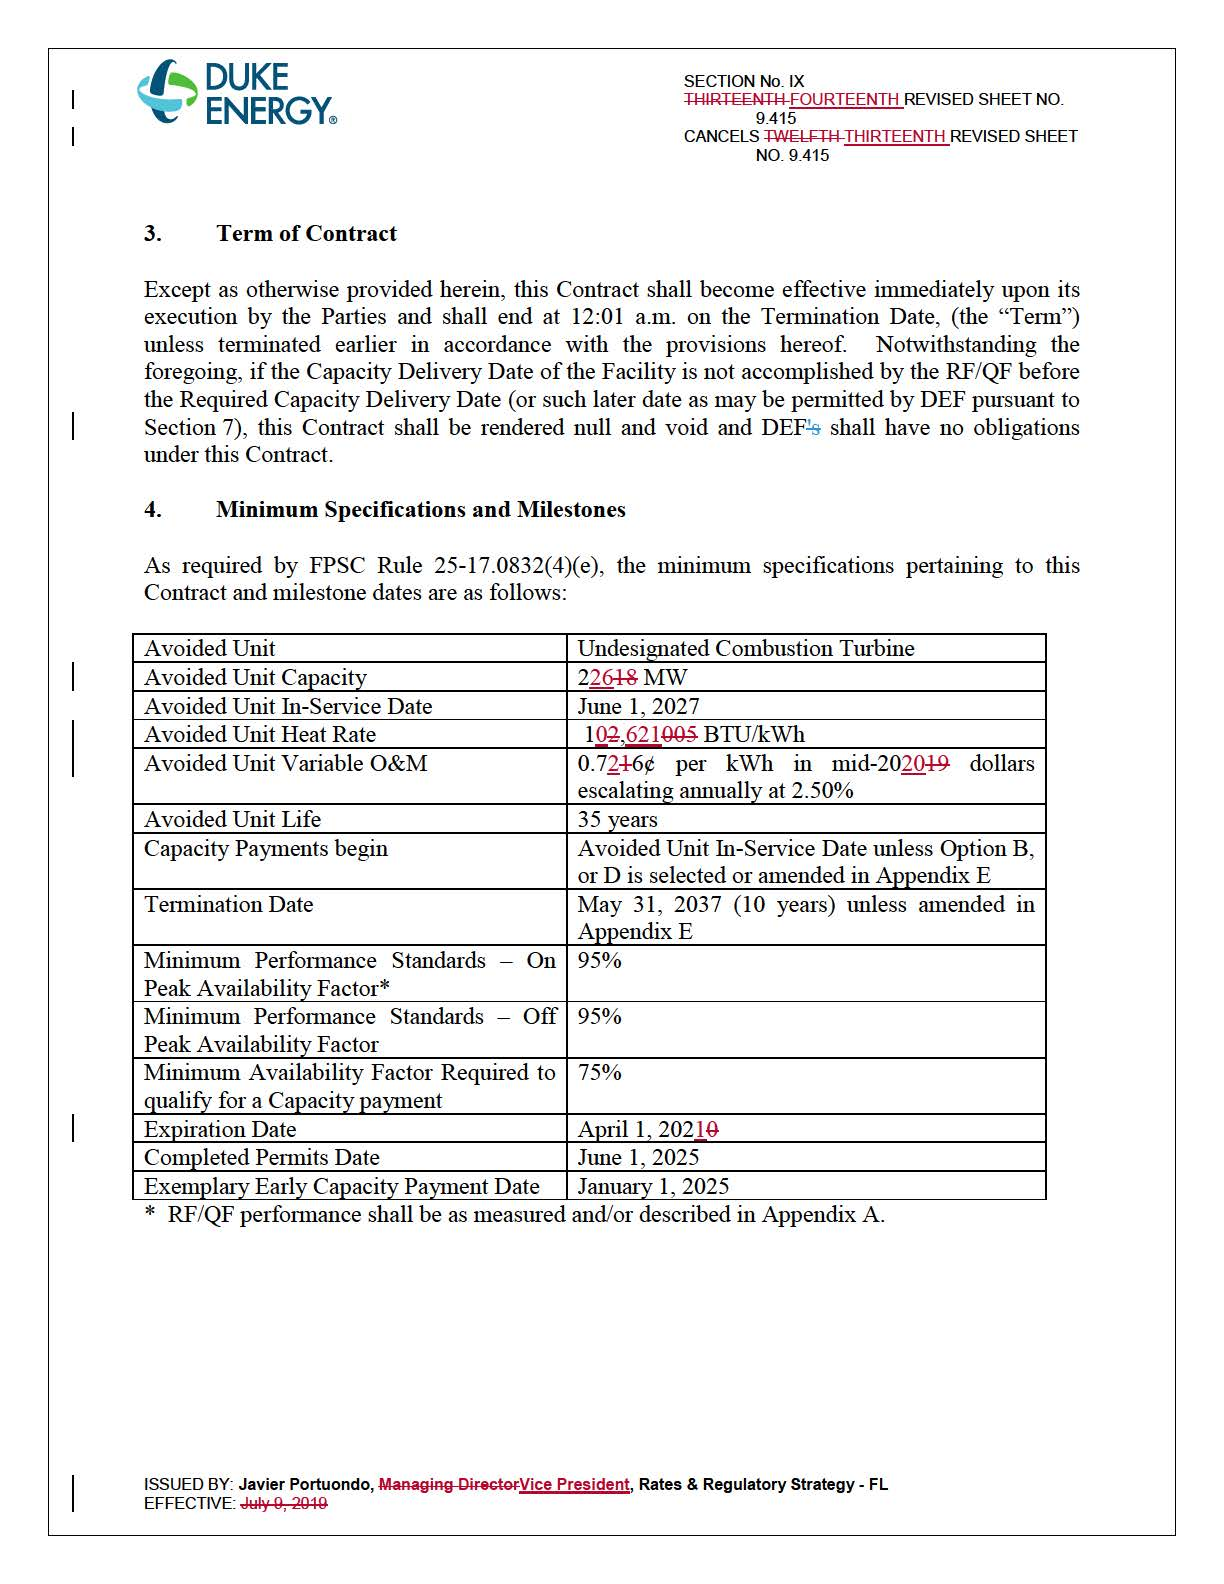 DUKE
ENERGY®
SECTION No. IX
THIRTEENTH FOURTEENTH REVISED SHEET NO.
9.415
CANCELS TWELFTH THIRTEENTH REVISED SHEET
NO. 9.415
3. Term of Contract
Except as otherwise provided herein, this Contract shall become effective immediately upon its
execution by the Parties and shall end at 12:01 a.m. on the Termination Date, (the “Term”)
unless terminated earlier in accordance with the provisions hereof. Notwithstanding the
foregoing, if the Capacity Delivery Date of the Facility is not accomplished by the RF/QF before
the Required Capacity Delivery Date (or such later date as may be permitted by DEF pursuant to
Section 7), this Contract shall be rendered null and void and DEF's shall have no obligations
under this Contract.
4. Minimum Specifications and Milestones
As required by FPSC Rule 25-17.0832(4)(e), the minimum specifications pertaining to this
Contract and milestone dates are as follows:
Avoided Unit Undesignated Combustion Turbine
Avoided Unit Capacity 22618 MW
Avoided Unit In-Service Date June 1, 2027
Avoided Unit Heat Rate 102,621005 BTU/kWh
Avoided Unit Variable O&M 0.7216¢ per kWh in mid-202019 dollars
escalating annually at 2.50%
Avoided Unit Life 35 years
Capacity Payments begin Avoided Unit In-Service Date unless Option B,
or D is selected or amended in Appendix E
Termination Date May 31, 2037 (10 years) unless amended in
Appendix E
Minimum Performance Standards – On 95%
Peak Availability Factor*
Minimum Performance Standards – Off 95%
Peak Availability Factor
Minimum Availability Factor Required to 75%
qualify for a Capacity payment
Expiration Date April 1, 20210
Completed Permits Date June 1, 2025
Exemplary Early Capacity Payment Date January 1, 2025
* RF/QF performance shall be as measured and/or described in Appendix A.
ISSUED BY: Javier Portuondo, Managing DirectorVice President, Rates & Regulatory Strategy - FL
EFFECTIVE: July 9, 2019